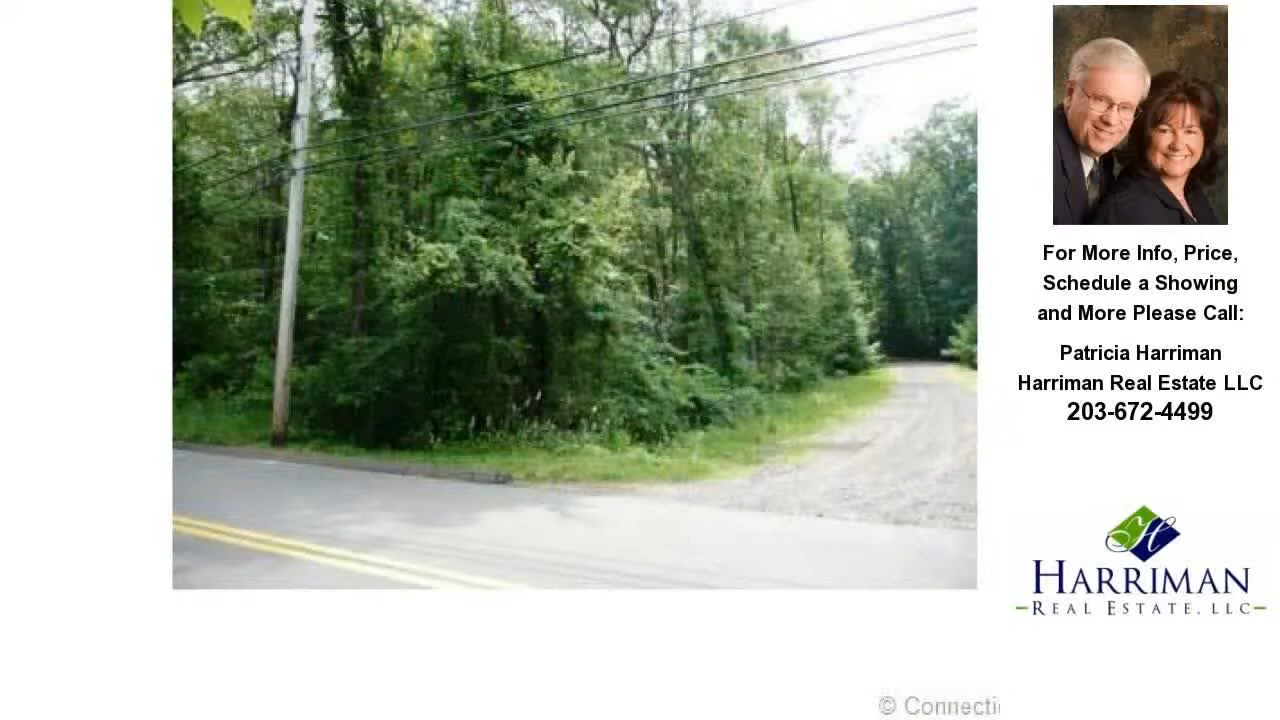 For More Info, Price,
Schedule a Showing
and More Please Call:
Patricia Harriman
Harriman Real Estate LLC
203-672-4499
H
HARRIMAN
REAL ESTATE, LLC
© Connecti